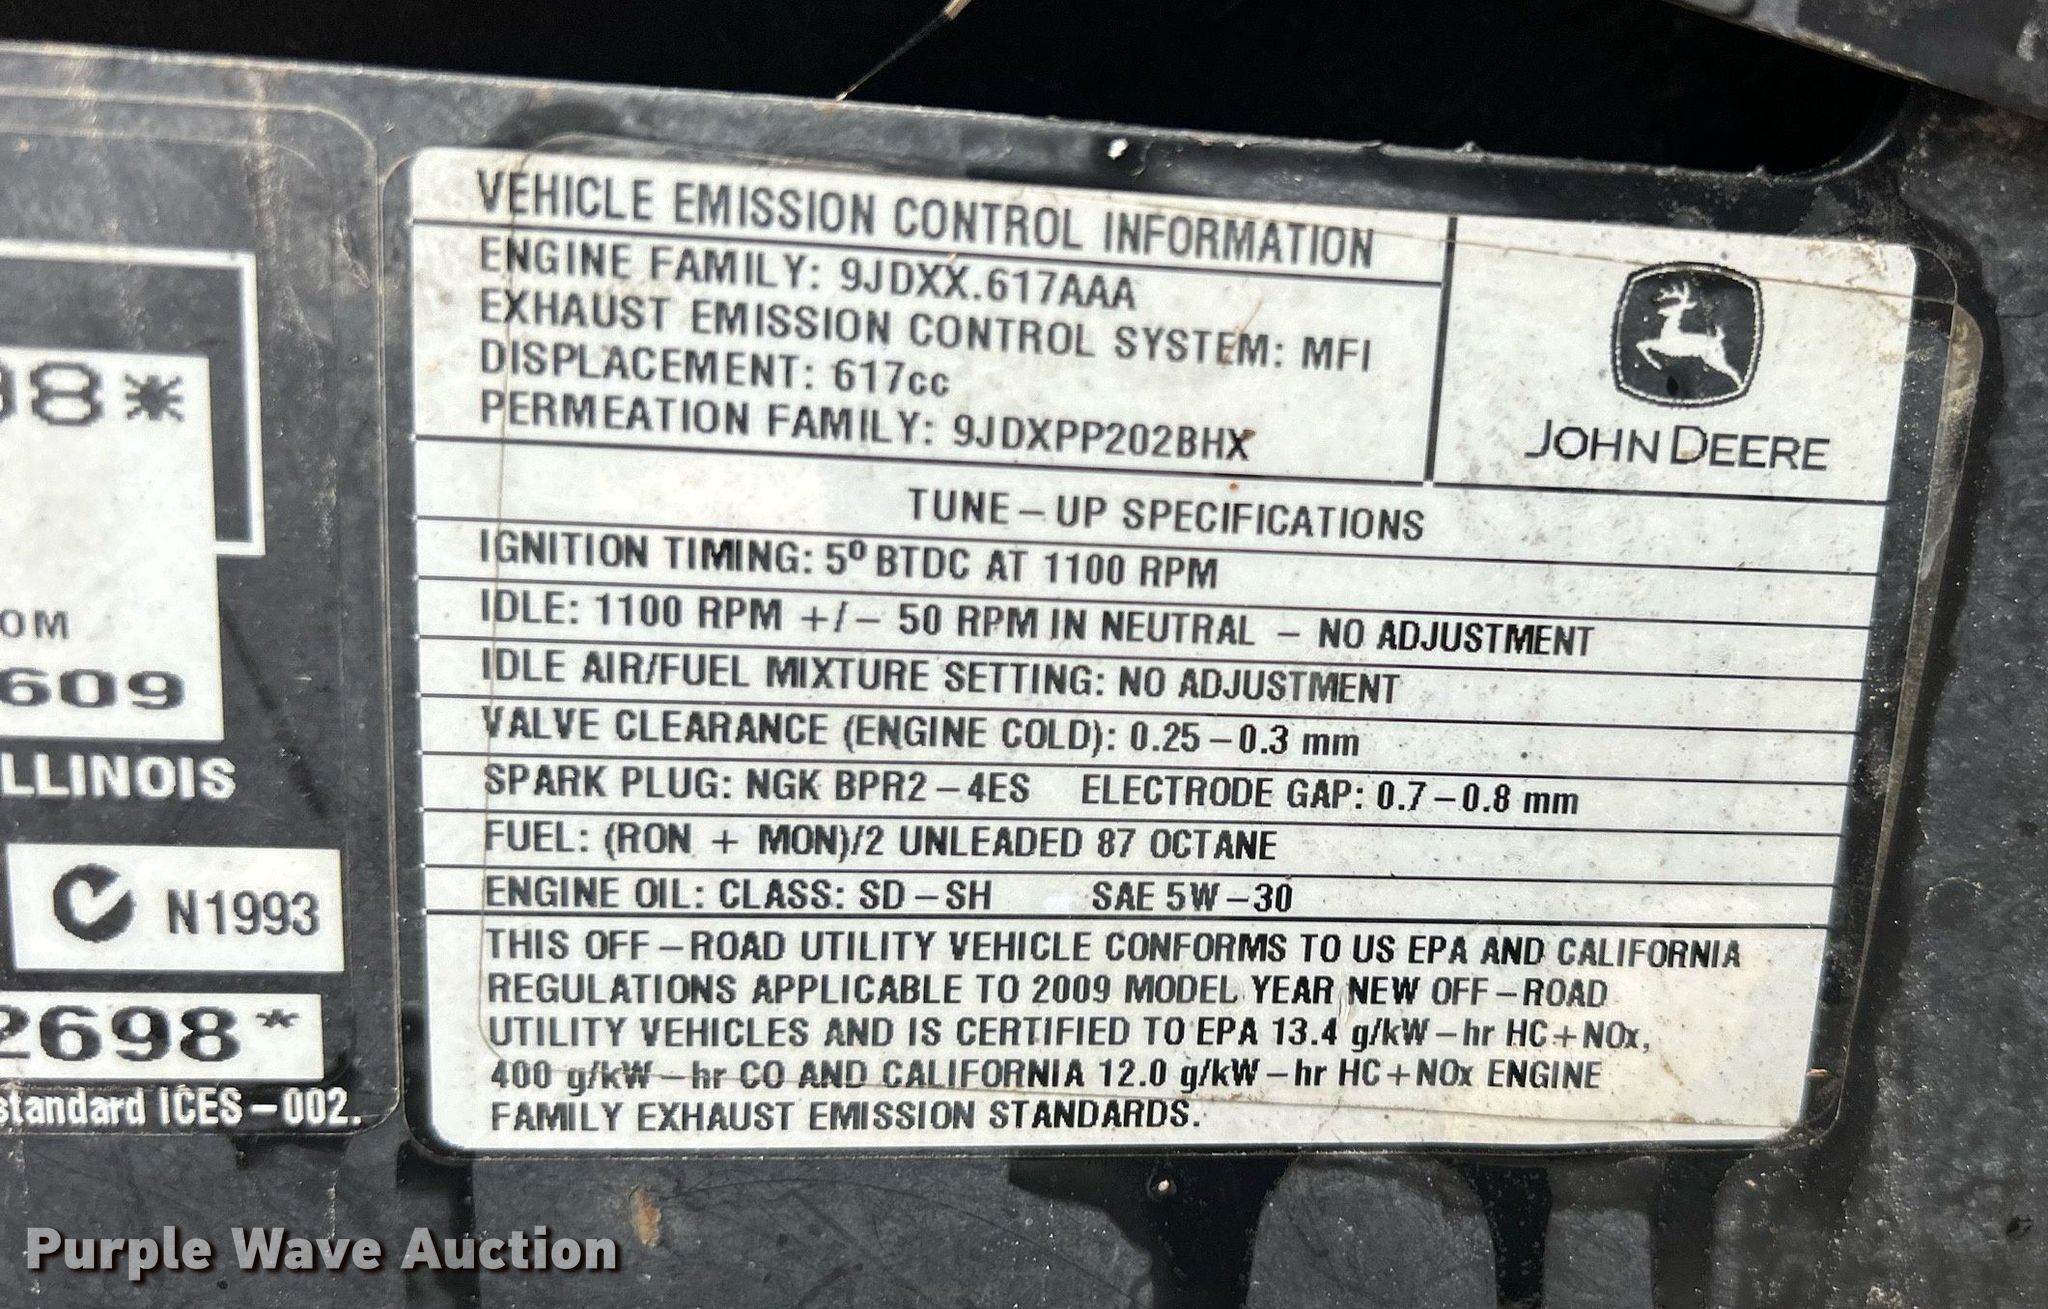 VEHICLE EMISSION CONTROL INFORMATION
ENGINE FAMILY: 9JDXX.617AAA
EXHAUST EMISSION CONTROL SYSTEM: MFI
DISPLACEMENT: 617cc
PERMEATION FAMILY: 9JDXPP202BHX
JOHN DEERE
TUNE-UP SPECIFICATIONS
IGNITION TIMING: 5º BTDC AT 1100 RPM
IDLE: 1100 RPM +/- 50 RPM IN NEUTRAL - NO ADJUSTMENT
IDLE AIR/FUEL MIXTURE SETTING: NO ADJUSTMENT
VALVE CLEARANCE (ENGINE COLD): 0.25-0.3 mm
SPARK PLUG: NGK BPR2-4ES ELECTRODE GAP: 0.7-0.8 mm
FUEL: (RON + MON)/2 UNLEADED 87 OCTANE
ENGINE OIL: CLASS: SD-SH SAE 5W-30
THIS OFF-ROAD UTILITY VEHICLE CONFORMS TO US EPA AND CALIFORNIA
REGULATIONS APPLICABLE TO 2009 MODEL YEAR NEW OFF-ROAD
UTILITY VEHICLES AND IS CERTIFIED TO EPA 13.4 g/kW-hr HC+NOx,
400 g/kW-hr CO AND CALIFORNIA 12.0 g/kW-hr HC+NOx ENGINE
FAMILY EXHAUST EMISSION STANDARDS.
8*
OM
609
LLINOIS
N1993
2698*
standard ICES-002.
Purple Wave Auction